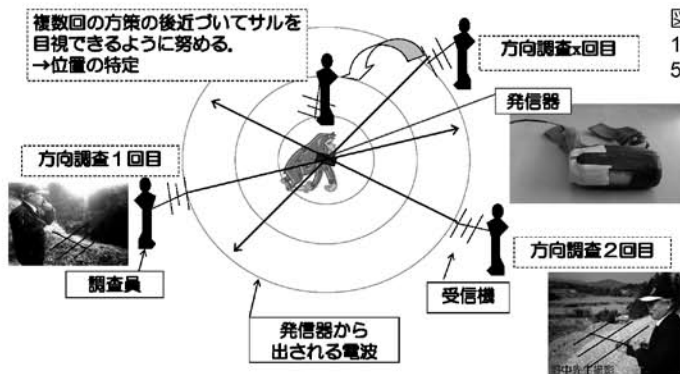 複数回の方策の後近づいてサルを
目視できるように努める.
→位置の特定
方向調査x回目
発信器
方向調査1回目
方向調査2回目
調査員
受信機
発信器から
出される電波
1
5